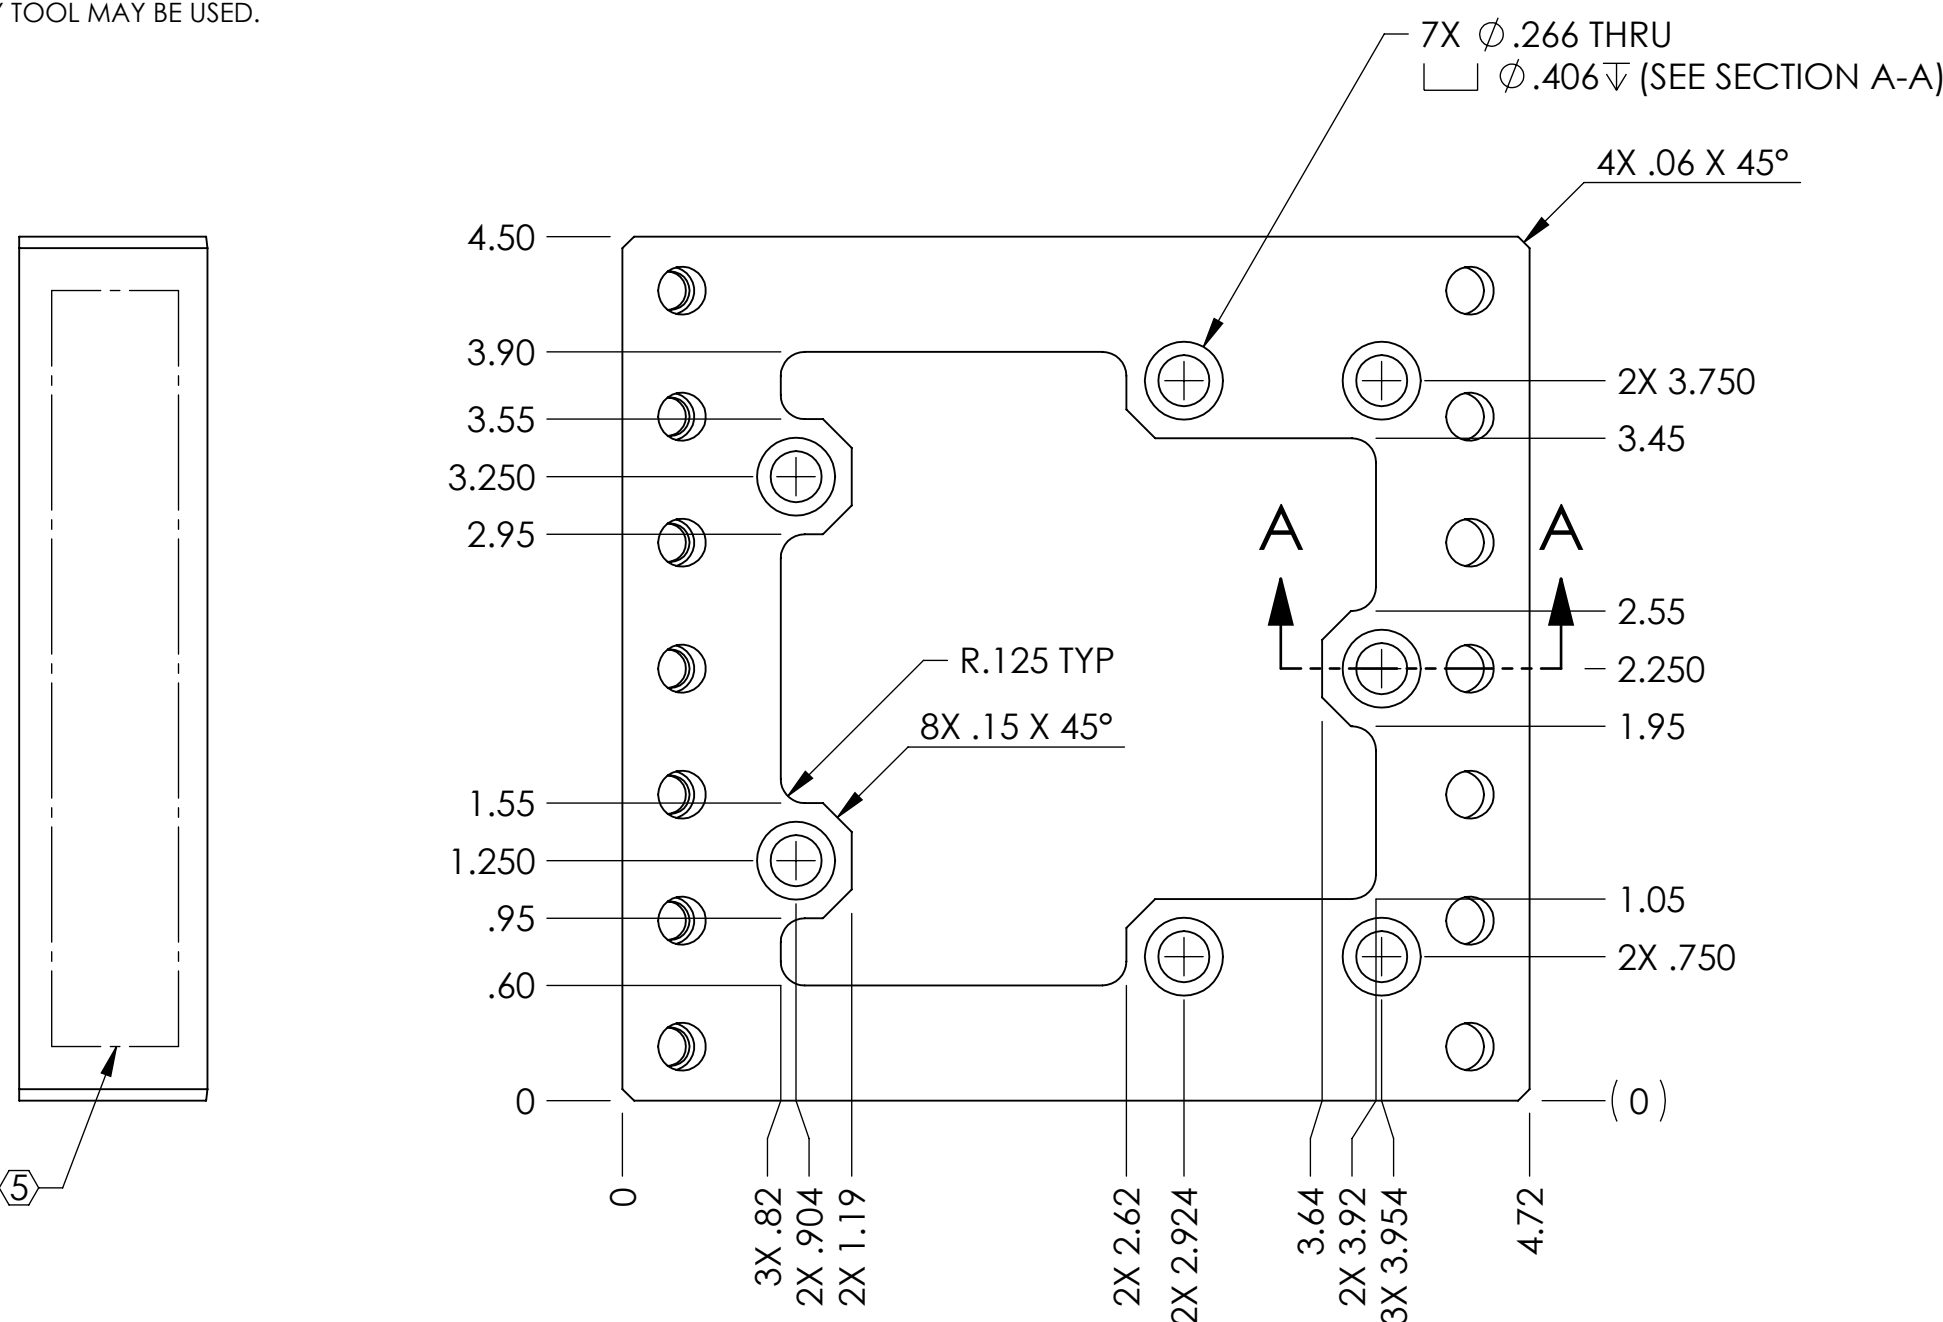 TOOL MAY BE USED.
7X ∅.266 THRU
⌴ ∅.406 ↧ (SEE SECTION A-A)
4X .06 X 45°
4.50
3.90
3.55
3.250
2.95
1.55
1.250
.95
.60
0
2X 3.750
3.45
A A
2.55
2.250
1.95
1.05
2X .750
(0)
R.125 TYP
8X .15 X 45°
5
0
3X .82
2X .904
2X 1.19
2X 2.62
2X 2.924
3.64
2X 3.92
3X 3.954
4.72